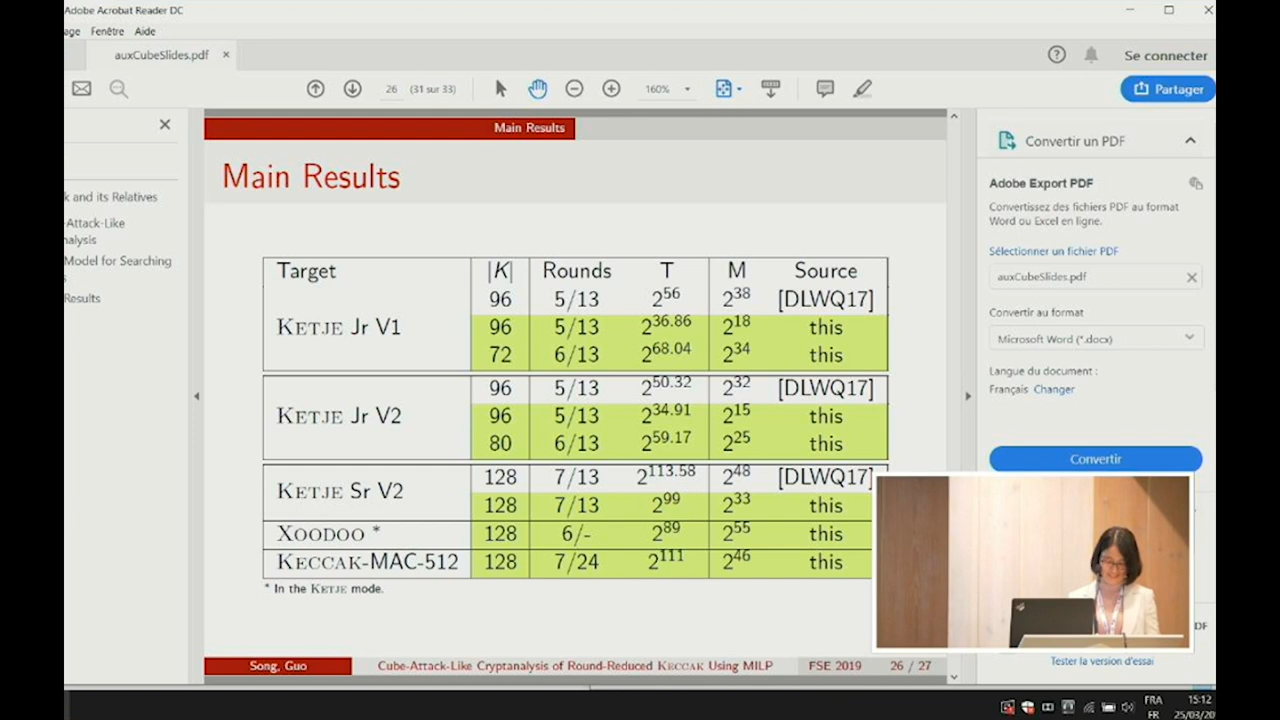 Adobe Acrobat Reader DC
age Fenêtre Aide
auxCubeSlides.pdf ×
Se connecter
26 (31 sur 33) 160%
Partager
Main Results
Main Results
k and its Relatives
-Attack-Like
nalysis
Model for Searching
s
Results
Target |K| Rounds T M Source
96 5/13 2^56 2^38 [DLWQ17]
KETJE Jr V1 96 5/13 2^36.86 2^18 this
72 6/13 2^68.04 2^34 this
96 5/13 2^50.32 2^32 [DLWQ17]
KETJE Jr V2 96 5/13 2^34.91 2^15 this
80 6/13 2^59.17 2^25 this
KETJE Sr V2 128 7/13 2^113.58 2^48 [DLWQ17]
128 7/13 2^99 2^33 this
XOODOO * 128 6/- 2^89 2^55 this
KECCAK-MAC-512 128 7/24 2^111 2^46 this
* In the KETJE mode.
Song, Guo Cube-Attack-Like Cryptanalysis of Round-Reduced KECCAK Using MILP FSE 2019 26 / 27
Convertir un PDF
Adobe Export PDF
Convertissez des fichiers PDF au format
Word ou Excel en ligne.
Sélectionner un fichier PDF
auxCubeSlides.pdf
Convertir au format
Microsoft Word (*.docx)
Langue du document :
Français Changer
Convertir
DF
Tester la version d'essai
FRA 15:12
FR 25/03/20